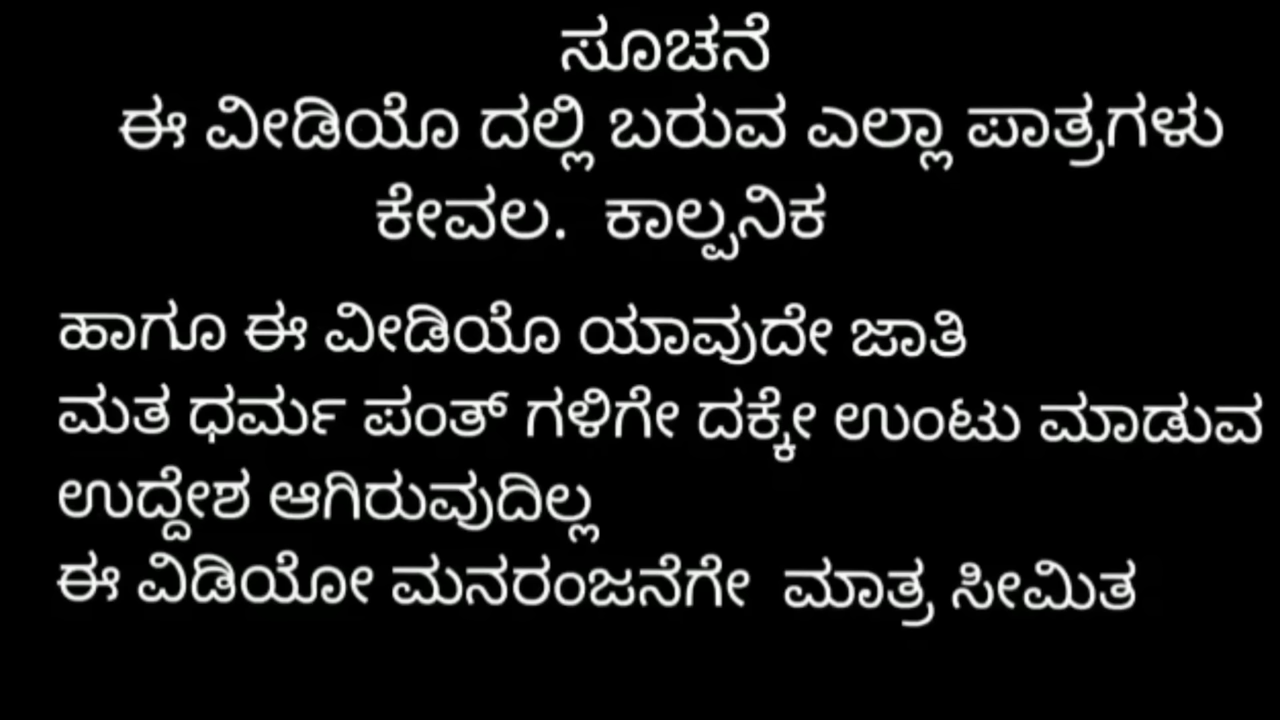 ಸೂಚನೆ
ಈ ವೀಡಿಯೊ ದಲ್ಲಿ ಬರುವ ಎಲ್ಲಾ ಪಾತ್ರಗಳು
ಕೇವಲ. ಕಾಲ್ಪನಿಕ
ಹಾಗೂ ಈ ವೀಡಿಯೊ ಯಾವುದೇ ಜಾತಿ
ಮತ ಧರ್ಮ ಪಂತ್ ಗಳಿಗೇ ದಕ್ಕೇ ಉಂಟು ಮಾಡುವ
ಉದ್ದೇಶ ಆಗಿರುವುದಿಲ್ಲ
ಈ ವಿಡಿಯೋ ಮನರಂಜನೆಗೇ ಮಾತ್ರ ಸೀಮಿತ